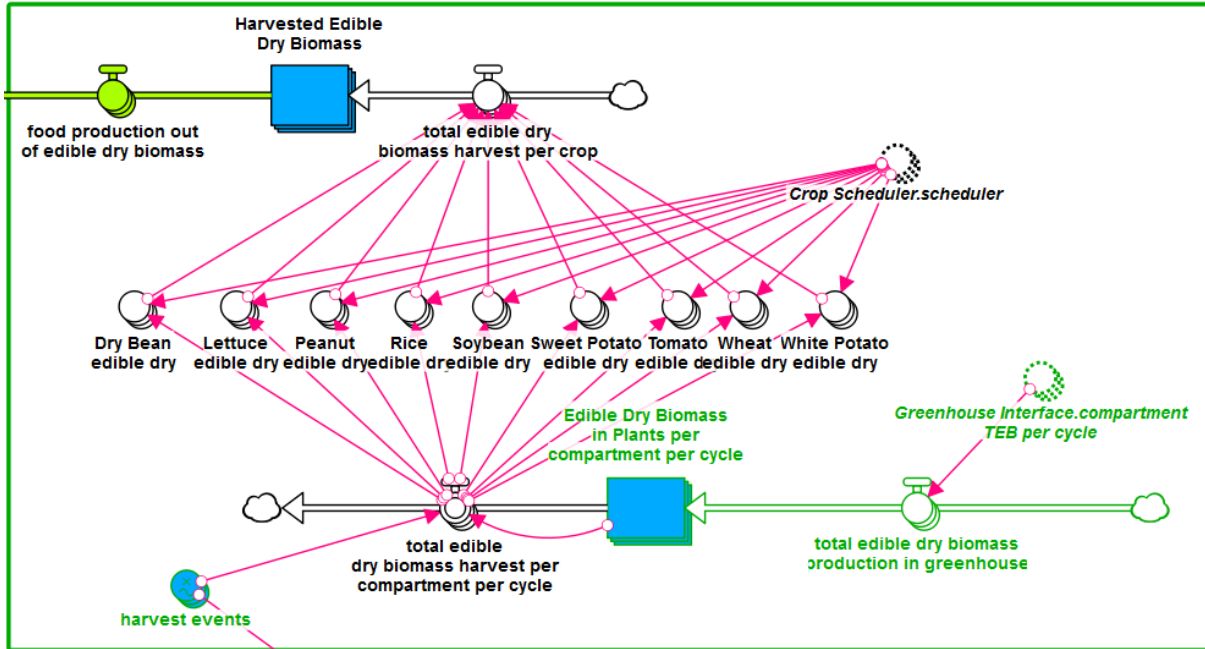 Harvested Edible
Dry Biomass
food production out
of edible dry biomass
total edible dry
biomass harvest per crop
Crop Scheduler.scheduler
Dry Bean
edible dry
Lettuce
edible dry
Peanut
edible dry
Rice
edible dry
Soybean
edible dry
Sweet Potato
edible dry
Tomato
edible d
Wheat
edible dry
White Potato
edible dry
Greenhouse Interface.compartment
TEB per cycle
Edible Dry Biomass
in Plants per
compartment per cycle
total edible
dry biomass harvest per
compartment per cycle
total edible dry biomass
production in greenhouse
harvest events